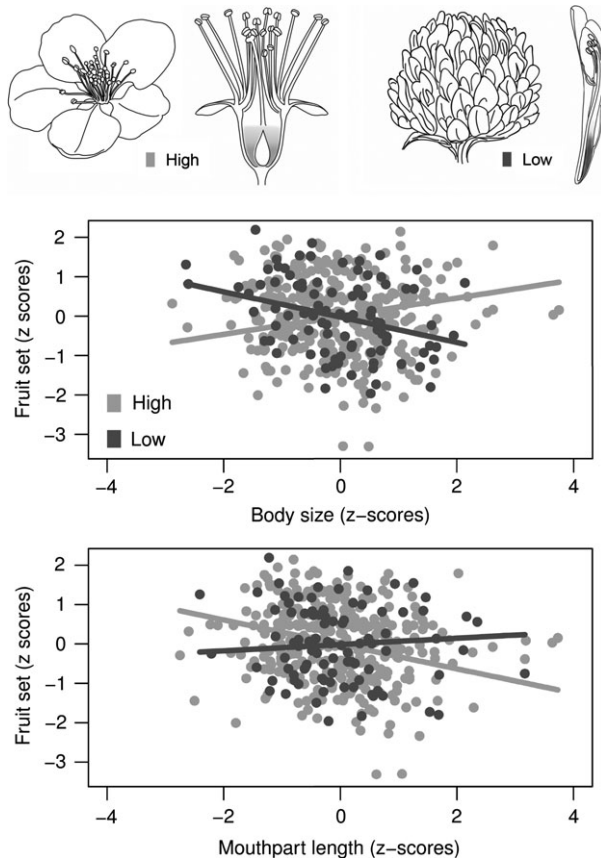 High
Low
2
1
0
−1
−2
−3
Fruit set (z scores)
High
Low
−4
−2
0
2
4
Body size (z-scores)
2
1
0
−1
−2
−3
Fruit set (z scores)
−4
−2
0
2
4
Mouthpart length (z-scores)